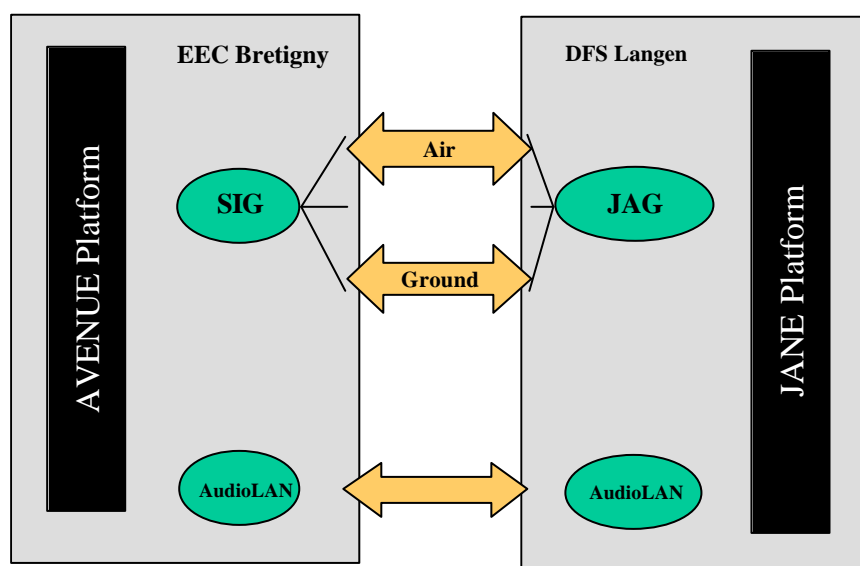 EEC Bretigny
DFS Langen
AVENUE Platform
Air
SIG
JAG
JANE Platform
Ground
AudioLAN
AudioLAN